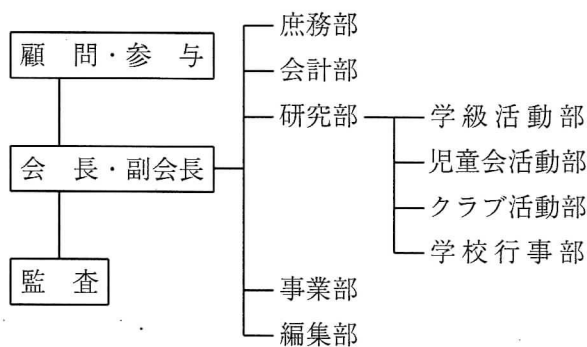 顧問・参与
会長・副会長
監査
庶務部
会計部
研究部
事業部
編集部
学級活動部
児童会活動部
クラブ活動部
学校行事部